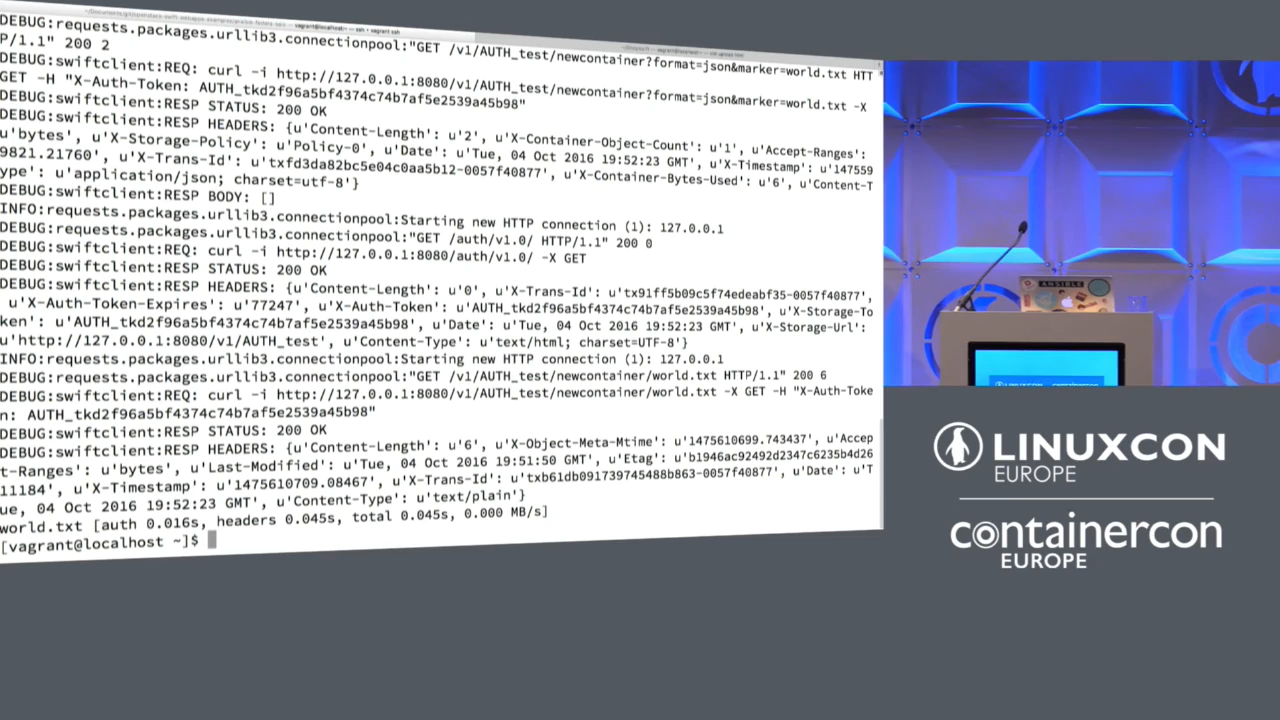 DEBUG:requests.packages.urllib3.connectionpool:"GET /v1/AUTH_test/newcontainer?format=json&marker=world.txt HTT
P/1.1" 200 2
DEBUG:swiftclient:REQ: curl -i http://127.0.0.1:8080/v1/AUTH_test/newcontainer?format=json&marker=world.txt -X
GET -H "X-Auth-Token: AUTH_tkd2f96a5bf4374c74b7af5e2539a45b98"
DEBUG:swiftclient:RESP STATUS: 200 OK
DEBUG:swiftclient:RESP HEADERS: {u'Content-Length': u'2', u'X-Container-Object-Count': u'1', u'Accept-Ranges':
u'bytes', u'X-Storage-Policy': u'Policy-0', u'Date': u'Tue, 04 Oct 2016 19:52:23 GMT', u'X-Timestamp': u'147559
9821.21760', u'X-Trans-Id': u'txfd3da82bc5e04c0aa5b12-0057f40877', u'X-Container-Bytes-Used': u'6', u'Content-T
ype': u'application/json; charset=utf-8'}
DEBUG:swiftclient:RESP BODY: []
INFO:requests.packages.urllib3.connectionpool:Starting new HTTP connection (1): 127.0.0.1
DEBUG:requests.packages.urllib3.connectionpool:"GET /auth/v1.0/ HTTP/1.1" 200 0
DEBUG:swiftclient:REQ: curl -i http://127.0.0.1:8080/auth/v1.0/ -X GET
DEBUG:swiftclient:RESP STATUS: 200 OK
DEBUG:swiftclient:RESP HEADERS: {u'Content-Length': u'0', u'X-Trans-Id': u'tx91ff5b09c5f74edeabf35-0057f40877',
u'X-Auth-Token-Expires': u'77247', u'X-Auth-Token': u'AUTH_tkd2f96a5bf4374c74b7af5e2539a45b98', u'X-Storage-To
ken': u'AUTH_tkd2f96a5bf4374c74b7af5e2539a45b98', u'Date': u'Tue, 04 Oct 2016 19:52:23 GMT', u'X-Storage-Url':
u'http://127.0.0.1:8080/v1/AUTH_test', u'Content-Type': u'text/html; charset=UTF-8'}
INFO:requests.packages.urllib3.connectionpool:Starting new HTTP connection (1): 127.0.0.1
DEBUG:requests.packages.urllib3.connectionpool:"GET /v1/AUTH_test/newcontainer/world.txt HTTP/1.1" 200 6
DEBUG:swiftclient:REQ: curl -i http://127.0.0.1:8080/v1/AUTH_test/newcontainer/world.txt -X GET -H "X-Auth-Toke
n: AUTH_tkd2f96a5bf4374c74b7af5e2539a45b98"
DEBUG:swiftclient:RESP STATUS: 200 OK
DEBUG:swiftclient:RESP HEADERS: {u'Content-Length': u'6', u'X-Object-Meta-Mtime': u'1475610699.743437', u'Accep
t-Ranges': u'bytes', u'Last-Modified': u'Tue, 04 Oct 2016 19:51:50 GMT', u'Etag': u'b1946ac92492d2347c6235b4d26
11184', u'X-Timestamp': u'1475610709.08467', u'X-Trans-Id': u'txb61db091739745488b863-0057f40877', u'Date': u'T
ue, 04 Oct 2016 19:52:23 GMT', u'Content-Type': u'text/plain'}
world.txt [auth 0.016s, headers 0.045s, total 0.045s, 0.000 MB/s]
[vagrant@localhost ~]$
ANSIBLE
LINUXCON
LINUXCON
EUROPE
containercon
EUROPE